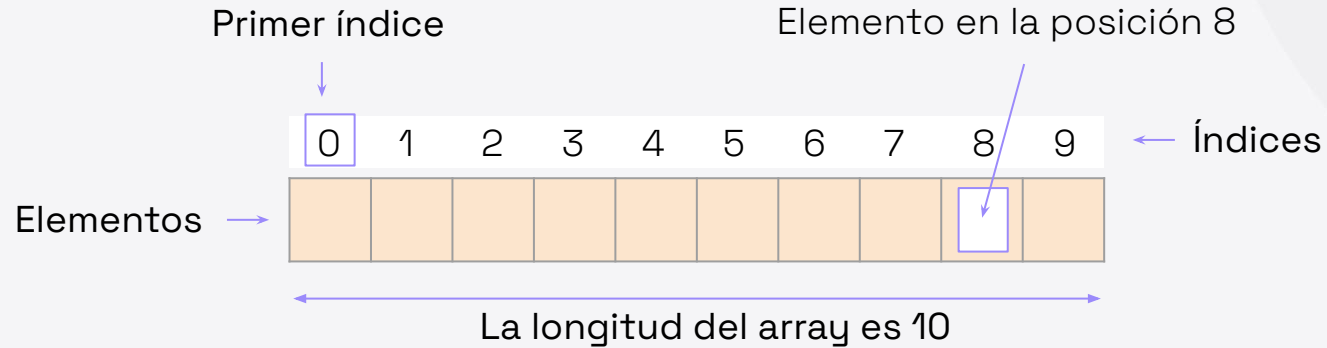 Primer índice
Elemento en la posición 8
0 1 2 3 4 5 6 7 8 9
Índices
Elementos
La longitud del array es 10